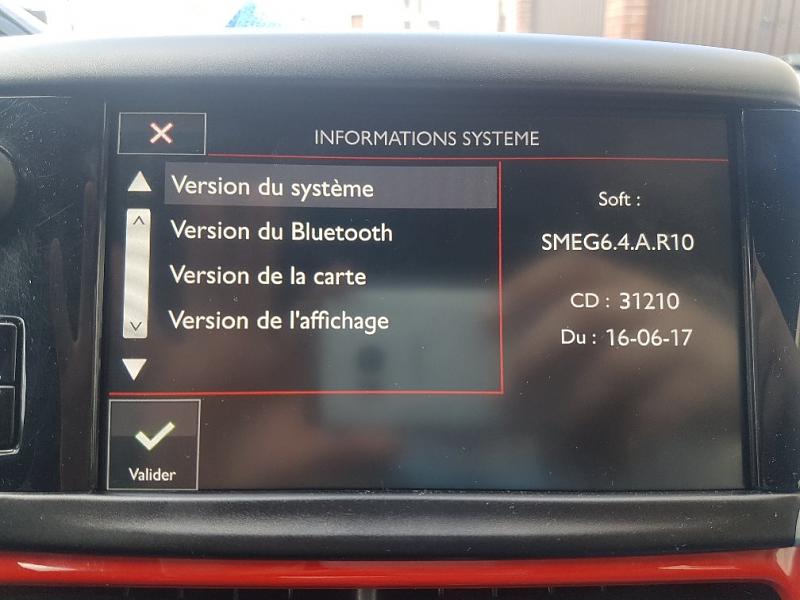 INFORMATIONS SYSTEME
Version du système
Version du Bluetooth
Version de la carte
Version de l'affichage
Soft :
SMEG6.4.A.R10
CD : 31210
Du : 16-06-17
Valider